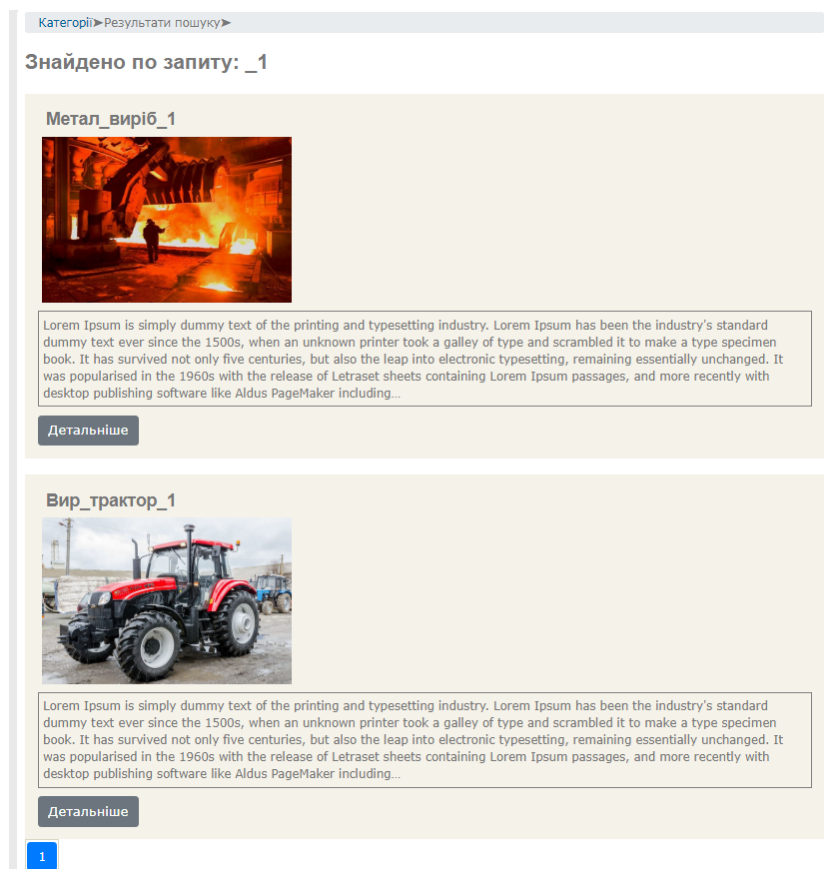 Категорії➤Результати пошуку➤
Знайдено по запиту: _1
Метал_виріб_1
Lorem Ipsum is simply dummy text of the printing and typesetting industry. Lorem Ipsum has been the industry's standard
dummy text ever since the 1500s, when an unknown printer took a galley of type and scrambled it to make a type specimen
book. It has survived not only five centuries, but also the leap into electronic typesetting, remaining essentially unchanged. It
was popularised in the 1960s with the release of Letraset sheets containing Lorem Ipsum passages, and more recently with
desktop publishing software like Aldus PageMaker including...
Детальніше
Вир_трактор_1
Lorem Ipsum is simply dummy text of the printing and typesetting industry. Lorem Ipsum has been the industry's standard
dummy text ever since the 1500s, when an unknown printer took a galley of type and scrambled it to make a type specimen
book. It has survived not only five centuries, but also the leap into electronic typesetting, remaining essentially unchanged. It
was popularised in the 1960s with the release of Letraset sheets containing Lorem Ipsum passages, and more recently with
desktop publishing software like Aldus PageMaker including...
Детальніше
1